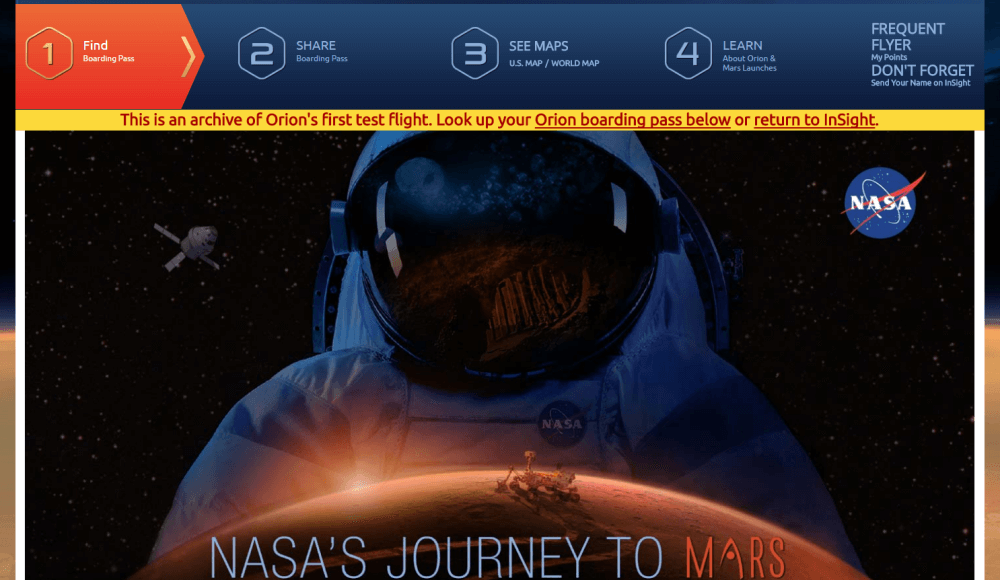 1
Find
Boarding Pass
2
SHARE
Boarding Pass
3
SEE MAPS
U.S. MAP / WORLD MAP
4
LEARN
About Orion &
Mars Launches
FREQUENT
FLYER
My Points
DON'T FORGET
Send Your Name on InSight
This is an archive of Orion's first test flight. Look up your Orion boarding pass below or return to InSight.
NASA
NASA
NASA'S JOURNEY TO MARS